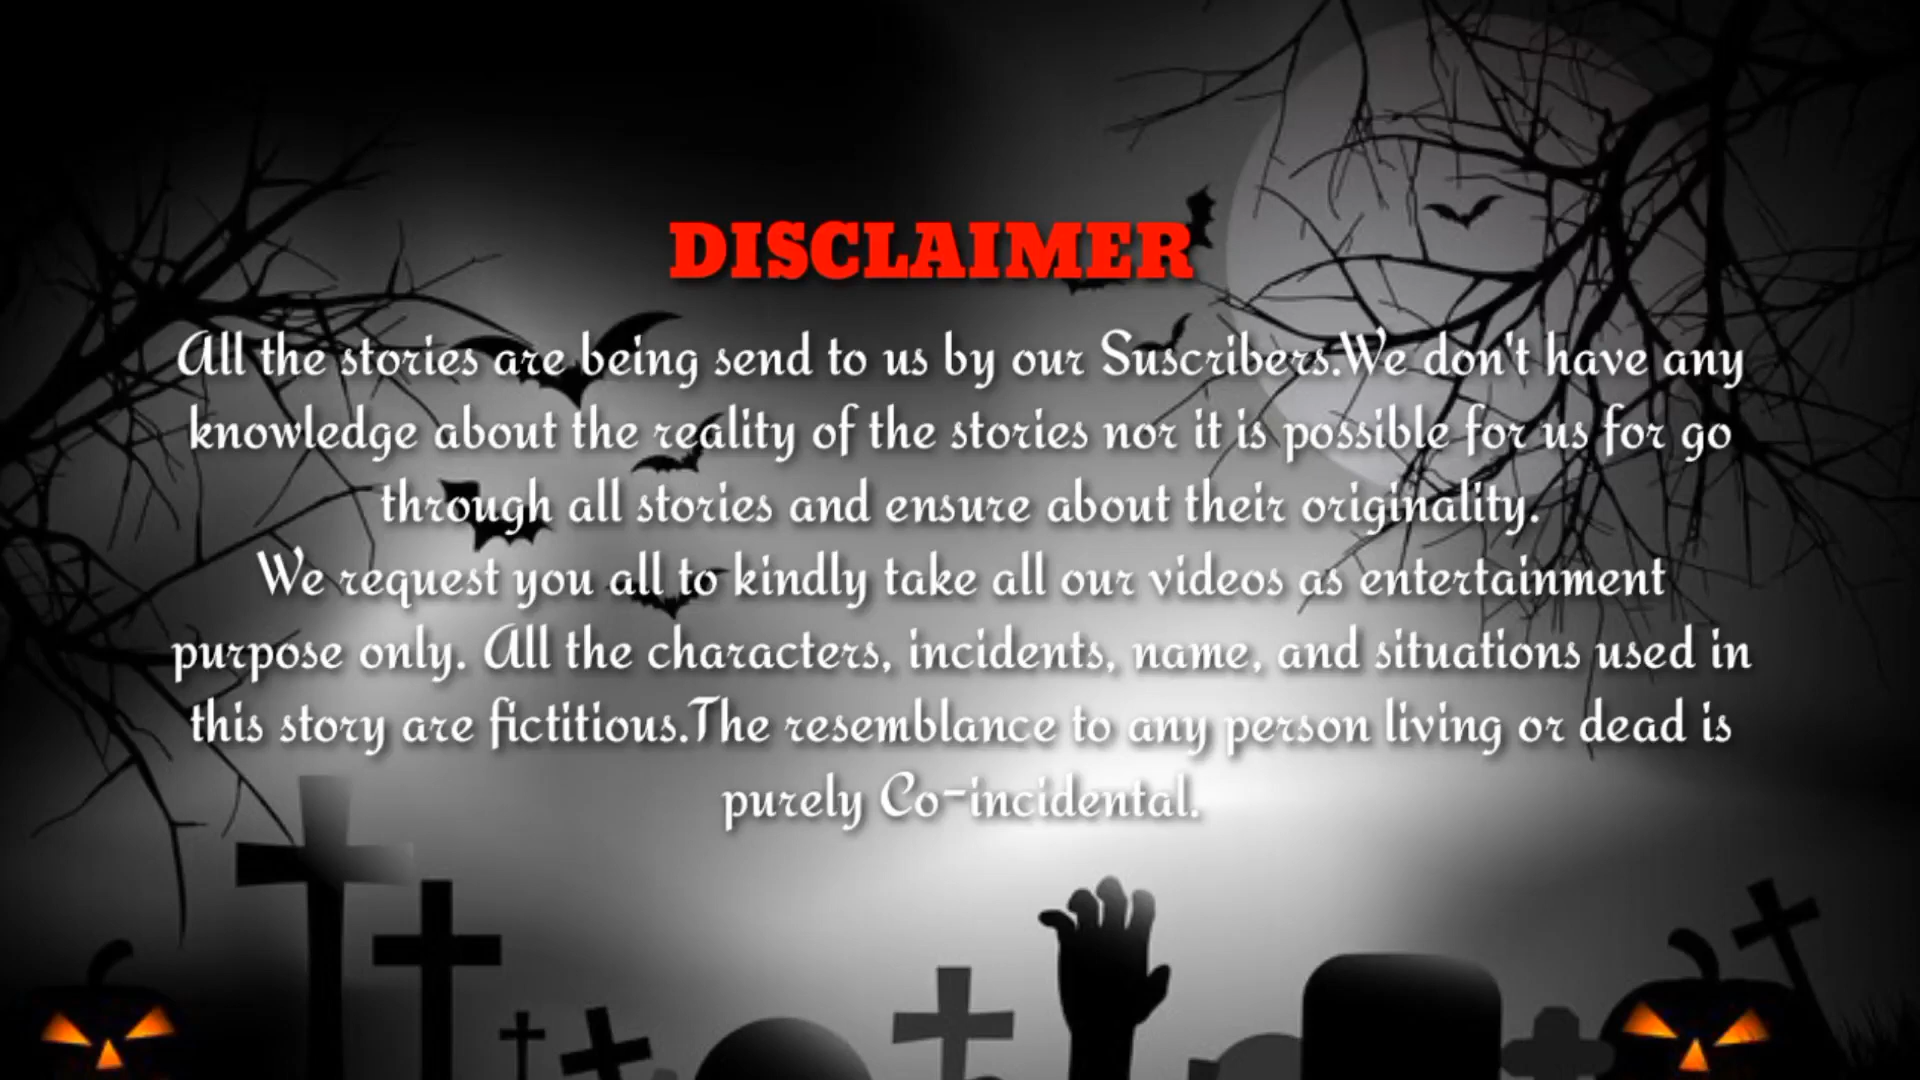 DISCLAIMER
All the stories are being send to us by our Suscribers.We don't have any
knowledge about the reality of the stories nor it is possible for us for go
through all stories and ensure about their originality.
We request you all to kindly take all our videos as entertainment
purpose only. All the characters, incidents, name, and situations used in
this story are fictitious.The resemblance to any person living or dead is
purely Co-incidental.